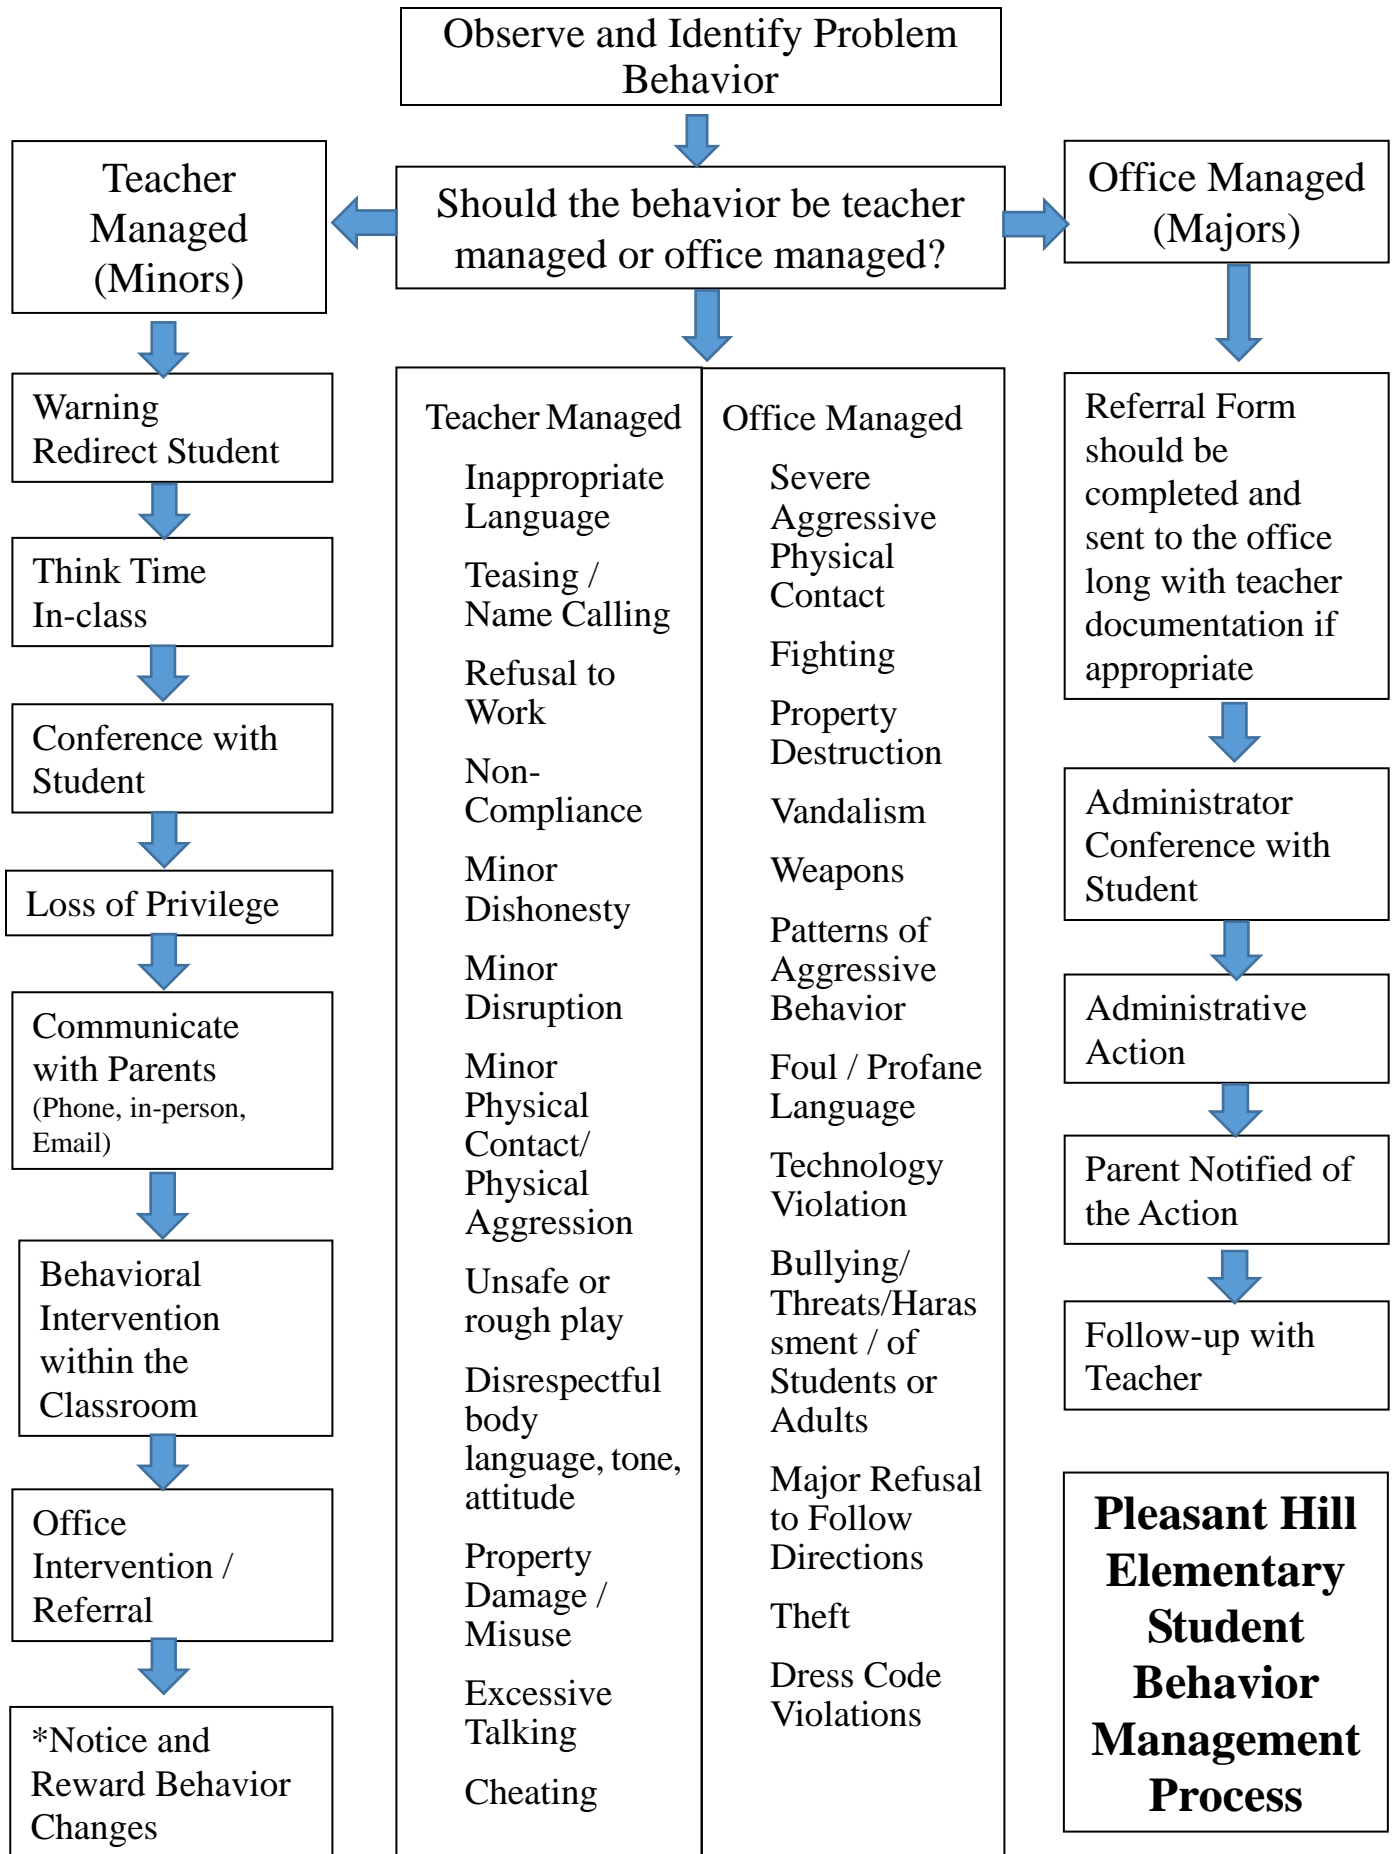 Observe and Identify Problem
Behavior
Should the behavior be teacher
managed or office managed?
Teacher
Managed
(Minors)
Warning
Redirect Student
Think Time
In-class
Conference with
Student
Loss of Privilege
Communicate
with Parents
(Phone, in-person,
Email)
Behavioral
Intervention
within the
Classroom
Office
Intervention /
Referral
*Notice and
Reward Behavior
Changes
Teacher Managed
Inappropriate
Language
Teasing /
Name Calling
Refusal to
Work
Non-
Compliance
Minor
Dishonesty
Minor
Disruption
Minor
Physical
Contact/
Physical
Aggression
Unsafe or
rough play
Disrespectful
body
language, tone,
attitude
Property
Damage /
Misuse
Excessive
Talking
Cheating
Office Managed
Severe
Aggressive
Physical
Contact
Fighting
Property
Destruction
Vandalism
Weapons
Patterns of
Aggressive
Behavior
Foul / Profane
Language
Technology
Violation
Bullying/
Threats/Haras
sment / of
Students or
Adults
Major Refusal
to Follow
Directions
Theft
Dress Code
Violations
Office Managed
(Majors)
Referral Form
should be
completed and
sent to the office
long with teacher
documentation if
appropriate
Administrator
Conference with
Student
Administrative
Action
Parent Notified of
the Action
Follow-up with
Teacher
Pleasant Hill
Elementary
Student
Behavior
Management
Process